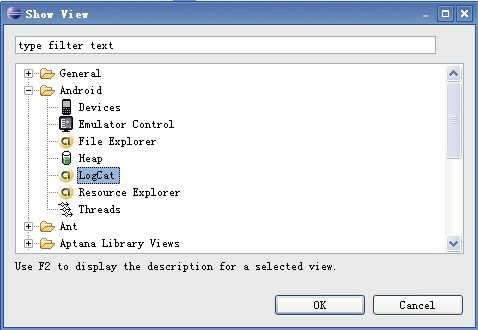 Show View
type filter text
General
Android
Devices
Emulator Control
File Explorer
Heap
LogCat
Resource Explorer
Threads
Ant
Aptana Library Views
Use F2 to display the description for a selected view.
OK
Cancel